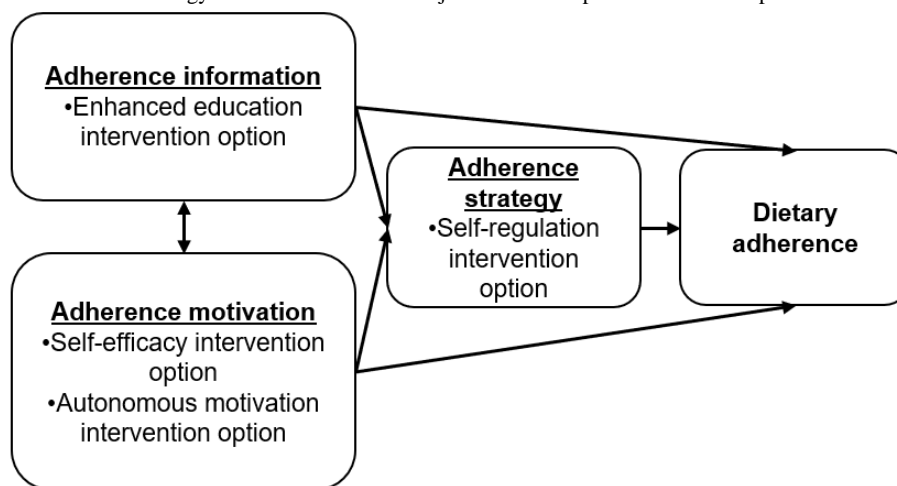 Adherence information
•Enhanced education
intervention option
Adherence motivation
•Self-efficacy intervention
option
•Autonomous motivation
intervention option
Adherence
strategy
•Self-regulation
intervention
option
Dietary
adherence